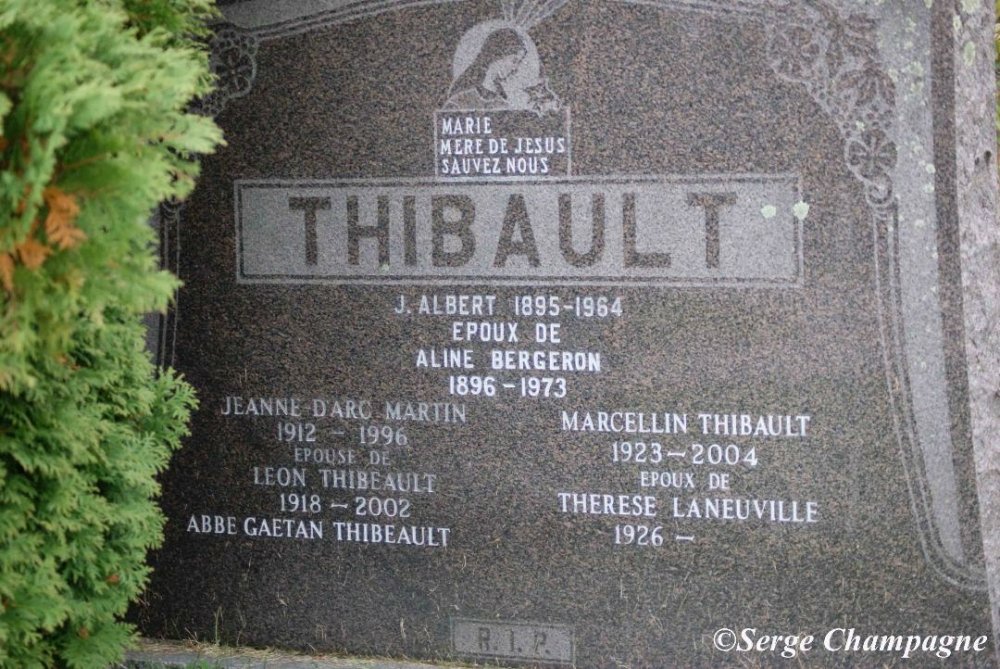 MARIE
MERE DE JESUS
SAUVEZ NOUS
THIBAULT
J. ALBERT 1895-1964
EPOUX DE
ALINE BERGERON
1896-1973
JEANNE D'ARC MARTIN
1912 - 1996
EPOUSE DE
LEON THIBEAULT
1918 - 2002
ABBE GAETAN THIBEAULT
MARCELLIN THIBAULT
1923-2004
EPOUX DE
THERESE LANEUVILLE
1926 -
R.I.P.
©Serge Champagne